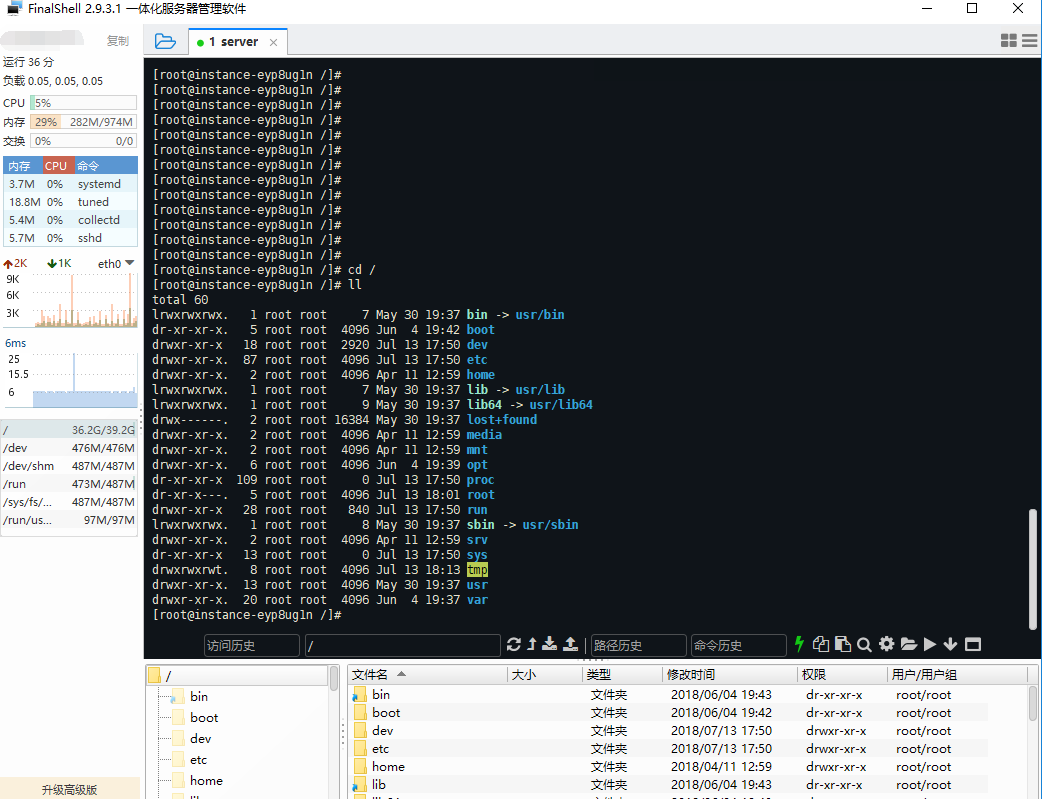 FinalShell 2.9.3.1 一体化服务器管理软件
复制
运行 36 分
负载 0.05, 0.05, 0.05
CPU 5%
内存 29% 282M/974M
交换 0% 0/0
内存 CPU 命令
3.7M 0% systemd
18.8M 0% tuned
5.4M 0% collectd
5.7M 0% sshd
2K 1K eth0
9K
6K
3K
6ms
25
15.5
6
/ 36.2G/39.2G
/dev 476M/476M
/dev/shm 487M/487M
/run 473M/487M
/sys/fs/... 487M/487M
/run/us... 97M/97M
升级高级版
1 server
[root@instance-eyp8ug1n /]#
[root@instance-eyp8ug1n /]#
[root@instance-eyp8ug1n /]#
[root@instance-eyp8ug1n /]#
[root@instance-eyp8ug1n /]#
[root@instance-eyp8ug1n /]#
[root@instance-eyp8ug1n /]#
[root@instance-eyp8ug1n /]#
[root@instance-eyp8ug1n /]#
[root@instance-eyp8ug1n /]#
[root@instance-eyp8ug1n /]#
[root@instance-eyp8ug1n /]#
[root@instance-eyp8ug1n /]#
[root@instance-eyp8ug1n /]# cd /
[root@instance-eyp8ug1n /]# ll
total 60
lrwxrwxrwx. 1 root root 7 May 30 19:37 bin -> usr/bin
dr-xr-xr-x. 5 root root 4096 Jun 4 19:42 boot
drwxr-xr-x 18 root root 2920 Jul 13 17:50 dev
drwxr-xr-x. 87 root root 4096 Jul 13 17:50 etc
drwxr-xr-x. 2 root root 4096 Apr 11 12:59 home
lrwxrwxrwx. 1 root root 7 May 30 19:37 lib -> usr/lib
lrwxrwxrwx. 1 root root 9 May 30 19:37 lib64 -> usr/lib64
drwx------. 2 root root 16384 May 30 19:37 lost+found
drwxr-xr-x. 2 root root 4096 Apr 11 12:59 media
drwxr-xr-x. 2 root root 4096 Apr 11 12:59 mnt
drwxr-xr-x. 6 root root 4096 Jun 4 19:39 opt
dr-xr-xr-x 109 root root 0 Jul 13 17:50 proc
dr-xr-x---. 5 root root 4096 Jul 13 18:01 root
drwxr-xr-x 28 root root 840 Jul 13 17:50 run
lrwxrwxrwx. 1 root root 8 May 30 19:37 sbin -> usr/sbin
drwxr-xr-x. 2 root root 4096 Apr 11 12:59 srv
dr-xr-xr-x 13 root root 0 Jul 13 17:50 sys
drwxrwxrwt. 8 root root 4096 Jul 13 18:13 tmp
drwxr-xr-x. 13 root root 4096 May 30 19:37 usr
drwxr-xr-x. 20 root root 4096 Jun 4 19:37 var
[root@instance-eyp8ug1n /]#
访问历史 / 路径历史 命令历史
/
bin
boot
dev
etc
home
文件名 大小 类型 修改时间 权限 用户/用户组
bin 文件夹 2018/06/04 19:43 dr-xr-xr-x root/root
boot 文件夹 2018/06/04 19:42 dr-xr-xr-x root/root
dev 文件夹 2018/07/13 17:50 drwxr-xr-x root/root
etc 文件夹 2018/07/13 17:50 drwxr-xr-x root/root
home 文件夹 2018/04/11 12:59 drwxr-xr-x root/root
lib 文件夹 2018/06/04 19:43 dr-xr-xr-x root/root